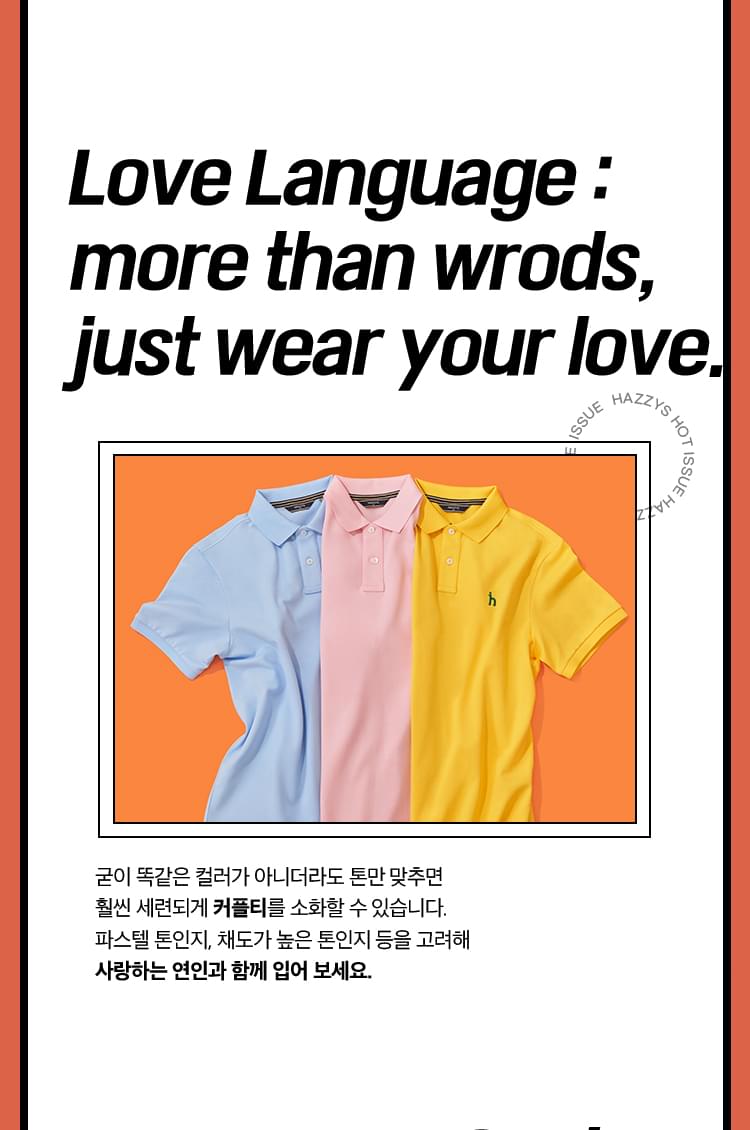 Love Language :
more than wrods,
just wear your love.
ISSUE HAZZYS HOT ISSUE HAZZ
h
굳이 똑같은 컬러가 아니더라도 톤만 맞추면
훨씬 세련되게 커플티를 소화할 수 있습니다.
파스텔 톤인지, 채도가 높은 톤인지 등을 고려해
사랑하는 연인과 함께 입어 보세요.